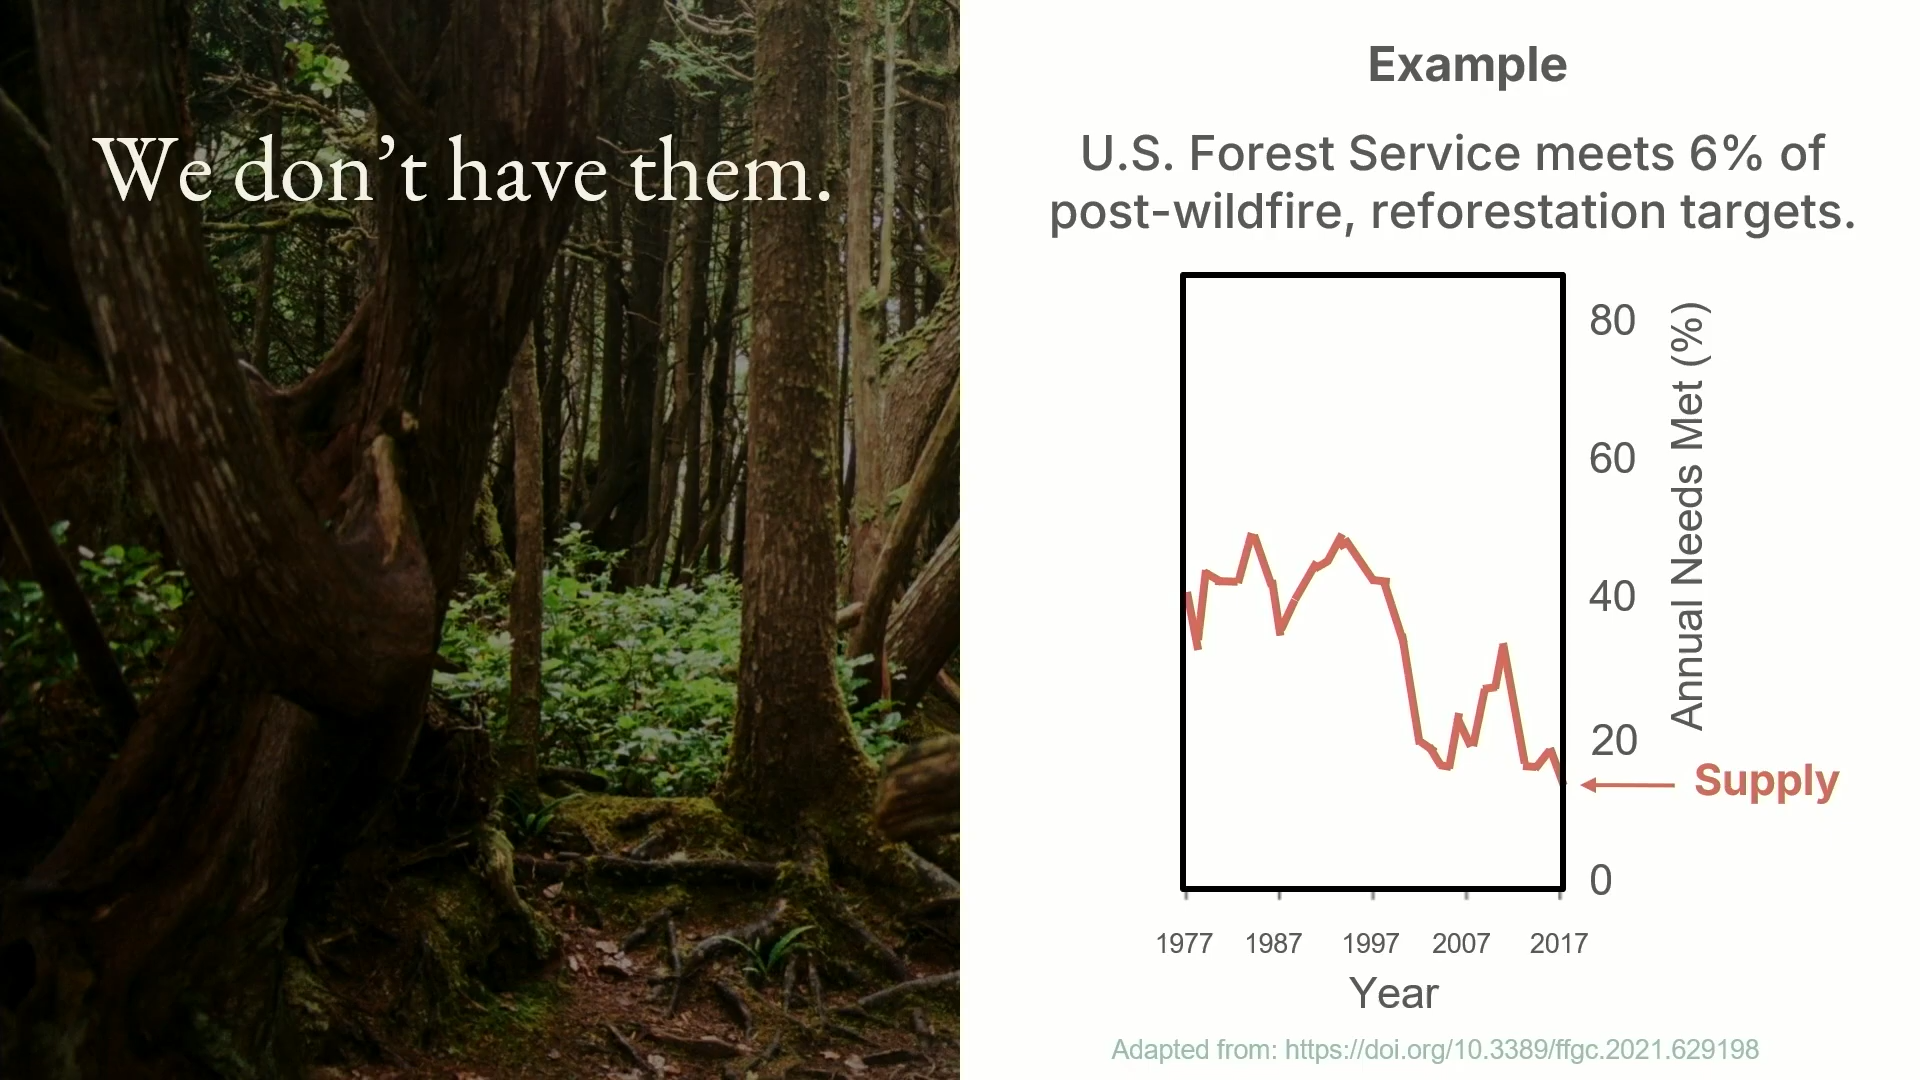 We don’t have them.
Example
U.S. Forest Service meets 6% of
post-wildfire, reforestation targets.
80
60
40
20
0
Annual Needs Met (%)
Supply
1977 1987 1997 2007 2017
Year
Adapted from: https://doi.org/10.3389/ffgc.2021.629198